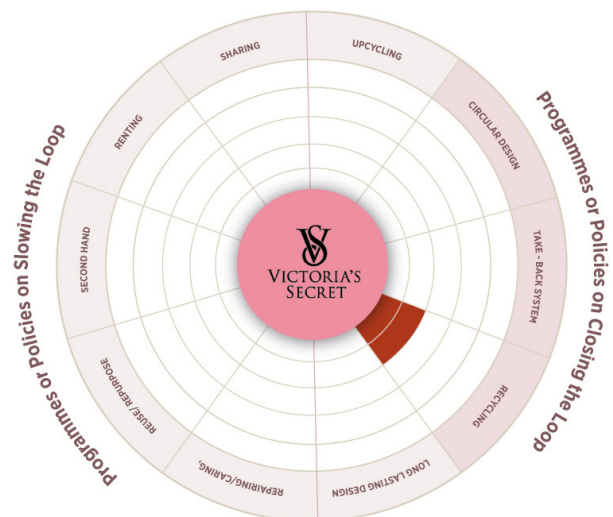 SHARING
UPCYCLING
RENTING
CIRCULAR DESIGN
Programmes or Policies on Slowing the Loop
Programmes or Policies on Closing the Loop
SECOND HAND
TAKE - BACK SYSTEM
VS
VICTORIA'S
SECRET
REUSE/ REPURPOSE
RECYCLING
REPAIRING/CARING,
LONG LASTING DESIGN